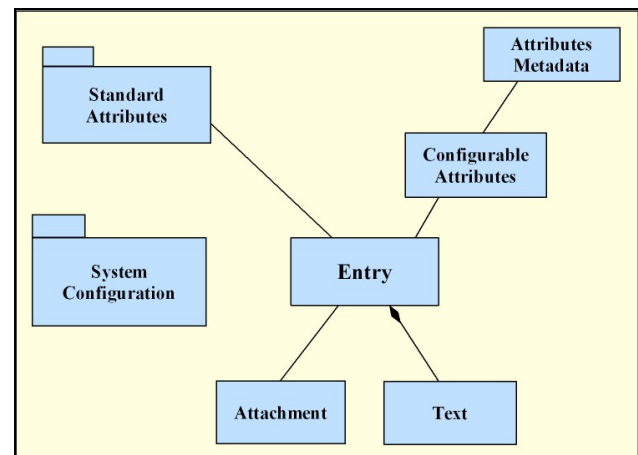 Attributes
Metadata
Standard
Attributes
Configurable
Attributes
System
Configuration
Entry
Attachment
Text